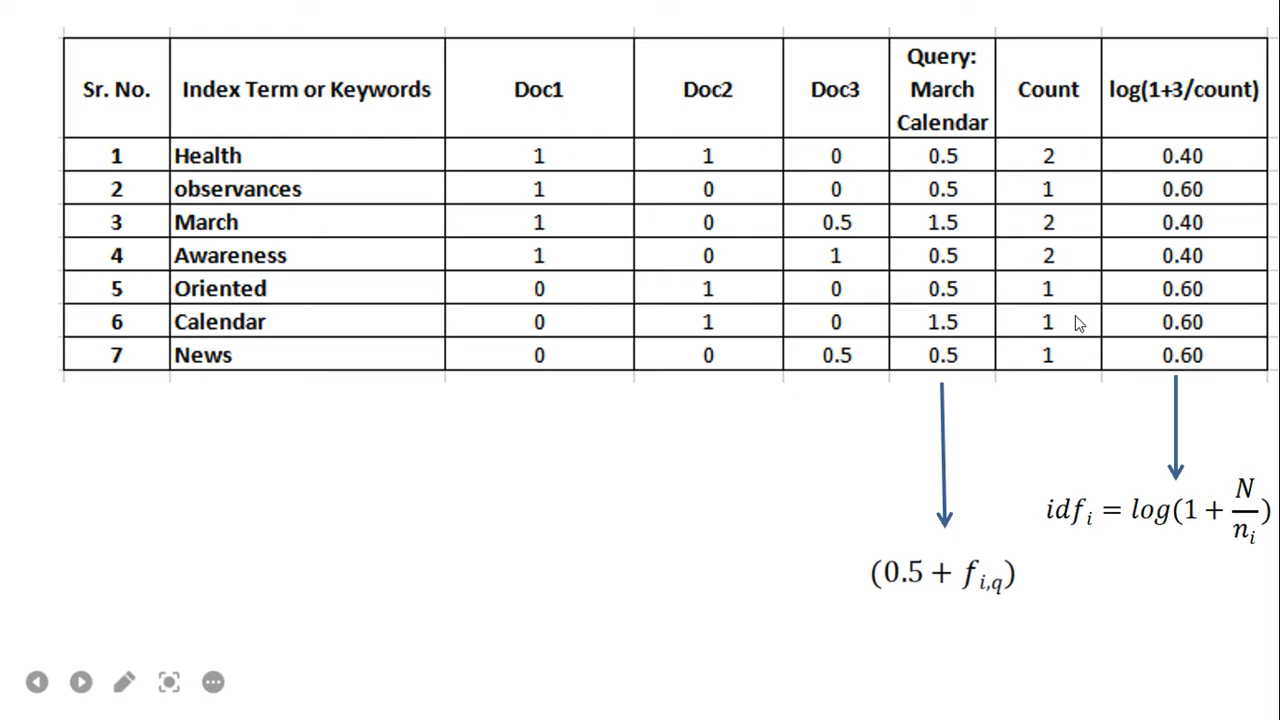 Sr. No. Index Term or Keywords Doc1 Doc2 Doc3 Query: March Calendar Count log(1+3/count)
1 Health 1 1 0 0.5 2 0.40
2 observances 1 0 0 0.5 1 0.60
3 March 1 0 0.5 1.5 2 0.40
4 Awareness 1 0 1 0.5 2 0.40
5 Oriented 0 1 0 0.5 1 0.60
6 Calendar 0 1 0 1.5 1 0.60
7 News 0 0 0.5 0.5 1 0.60
idf_i = log(1 + N/n_i)
(0.5 + f_{i,q})